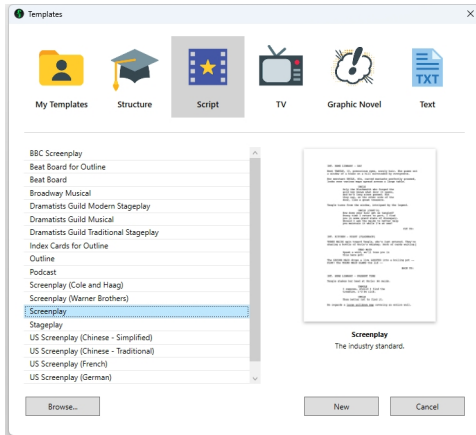 Templates
My Templates
Structure
Script
TV
Graphic Novel
TXT
Text
BBC Screenplay
Beat Board for Outline
Beat Board
Broadway Musical
Dramatists Guild Modern Stageplay
Dramatists Guild Musical
Dramatists Guild Traditional Stageplay
Index Cards for Outline
Outline
Podcast
Screenplay (Cole and Haag)
Screenplay (Warner Brothers)
Screenplay
Stageplay
US Screenplay (Chinese - Simplified)
US Screenplay (Chinese - Traditional)
US Screenplay (French)
US Screenplay (German)
Screenplay
The industry standard.
Browse...
New
Cancel